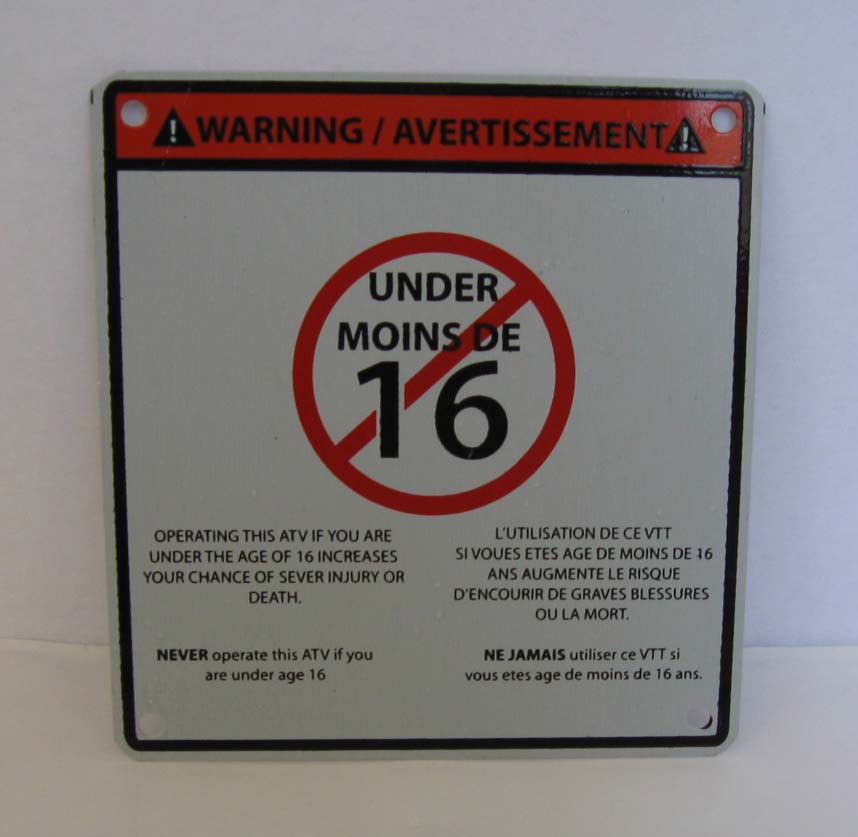 WARNING / AVERTISSEMENT
UNDER
MOINS DE
16
OPERATING THIS ATV IF YOU ARE
UNDER THE AGE OF 16 INCREASES
YOUR CHANCE OF SEVER INJURY OR
DEATH.
NEVER operate this ATV if you
are under age 16
L'UTILISATION DE CE VTT
SI VOUES ETES AGE DE MOINS DE 16
ANS AUGMENTE LE RISQUE
D'ENCOURIR DE GRAVES BLESSURES
OU LA MORT.
NE JAMAIS utiliser ce VTT si
vous etes age de moins de 16 ans.